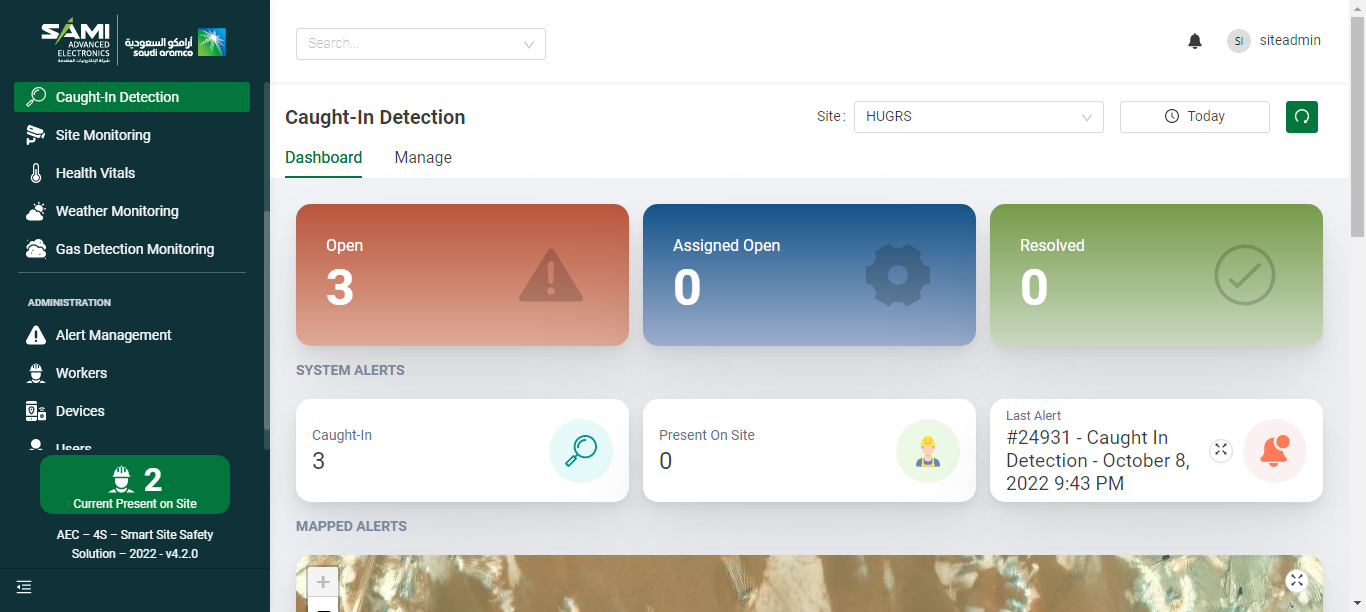 SAMI
ADVANCED
ELECTRONICS
شركة الإلكترونيات المتقدمة
أرامكو السعودية
saudi aramco
Caught-In Detection
Site Monitoring
Health Vitals
Weather Monitoring
Gas Detection Monitoring
ADMINISTRATION
Alert Management
Workers
Devices
Users
2
Current Present on Site
AEC – 4S – Smart Site Safety
Solution – 2022 - v4.2.0
Search...
SI siteadmin
Caught-In Detection
Site : HUGRS Today
Dashboard Manage
Open
3
Assigned Open
0
Resolved
0
SYSTEM ALERTS
Caught-In
3
Present On Site
0
Last Alert
#24931 - Caught In
Detection - October 8,
2022 9:43 PM
MAPPED ALERTS
+